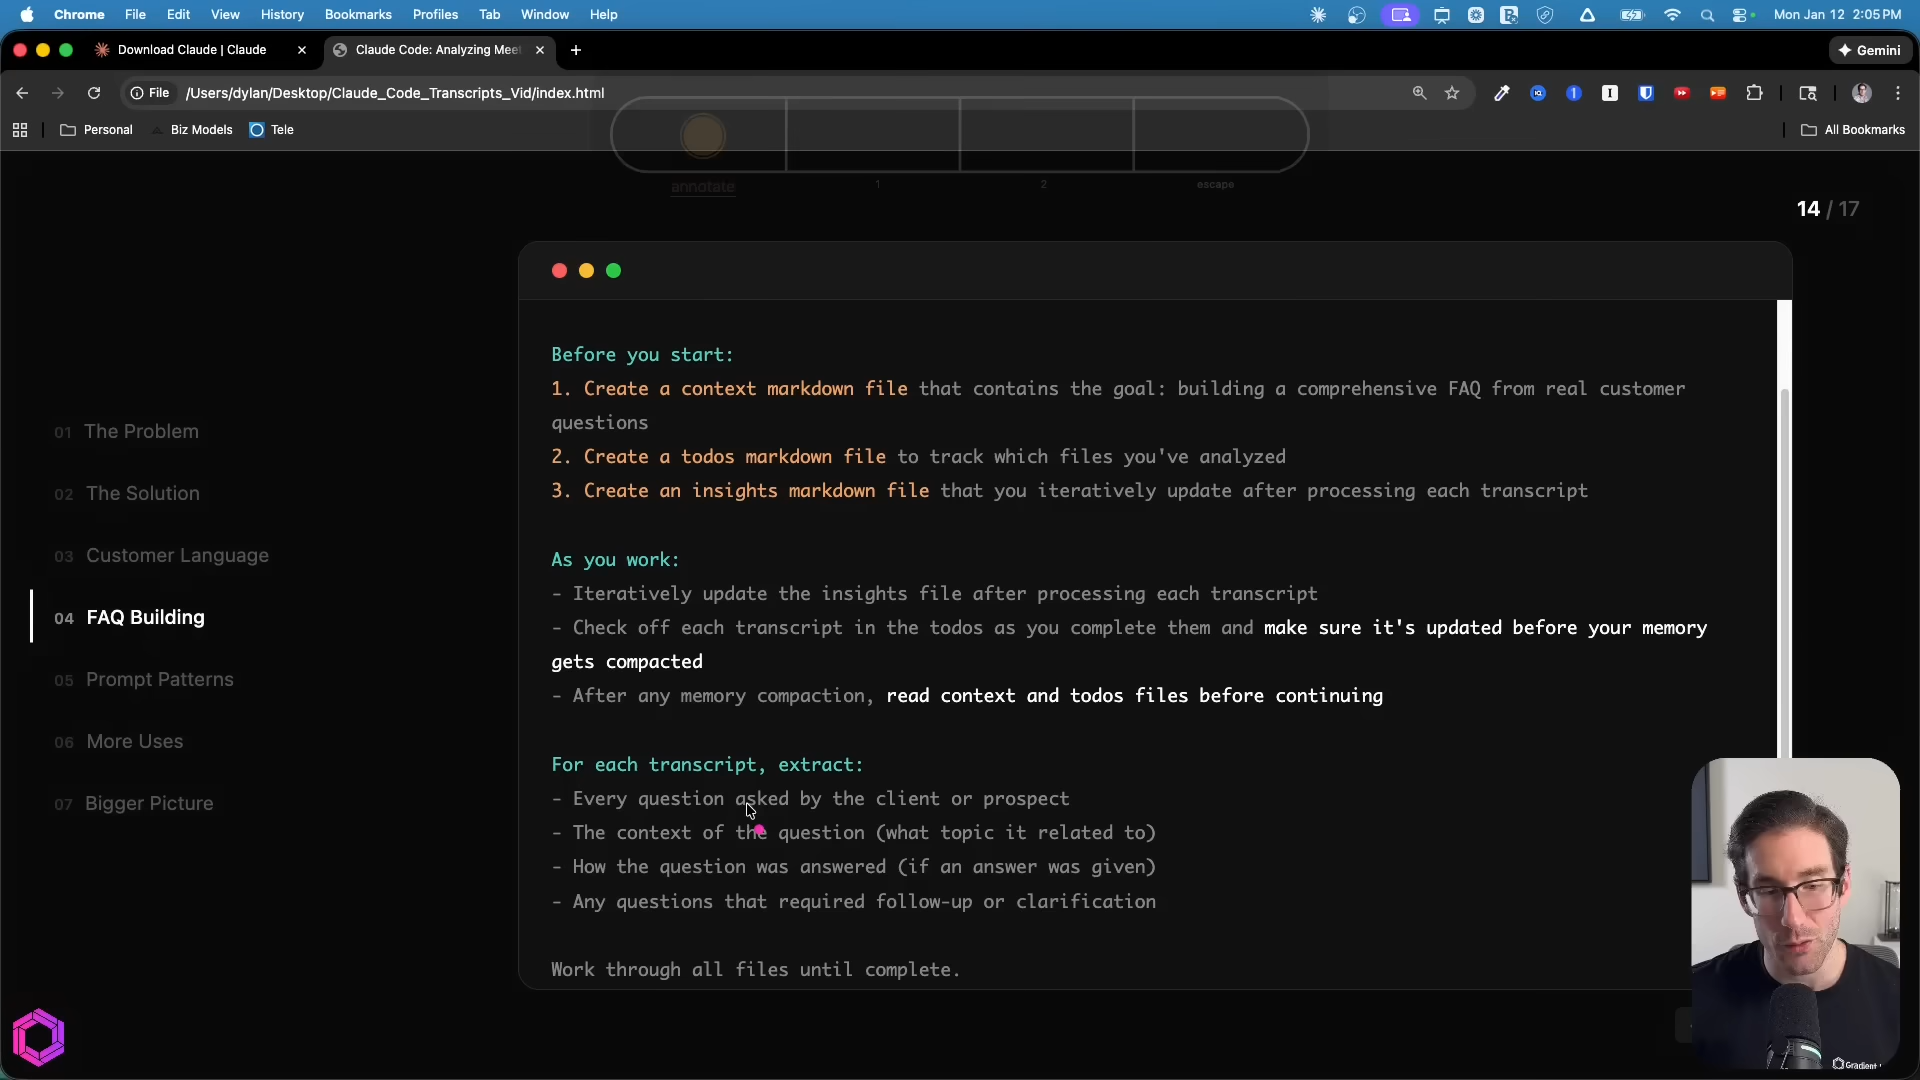 Chrome File Edit View History Bookmarks Profiles Tab Window Help Mon Jan 12 2:05 PM
Download Claude | Claude
Claude Code: Analyzing Mee
Gemini
File /Users/dylan/Desktop/Claude_Code_Transcripts_Vid/index.html
Personal Biz Models Tele All Bookmarks
annotate 1 2 escape
14 / 17
01 The Problem
02 The Solution
03 Customer Language
04 FAQ Building
05 Prompt Patterns
06 More Uses
07 Bigger Picture
Before you start:
1. Create a context markdown file that contains the goal: building a comprehensive FAQ from real customer
questions
2. Create a todos markdown file to track which files you've analyzed
3. Create an insights markdown file that you iteratively update after processing each transcript
As you work:
- Iteratively update the insights file after processing each transcript
- Check off each transcript in the todos as you complete them and make sure it's updated before your memory
gets compacted
- After any memory compaction, read context and todos files before continuing
For each transcript, extract:
- Every question asked by the client or prospect
- The context of the question (what topic it related to)
- How the question was answered (if an answer was given)
- Any questions that required follow-up or clarification
Work through all files until complete.
Gradient